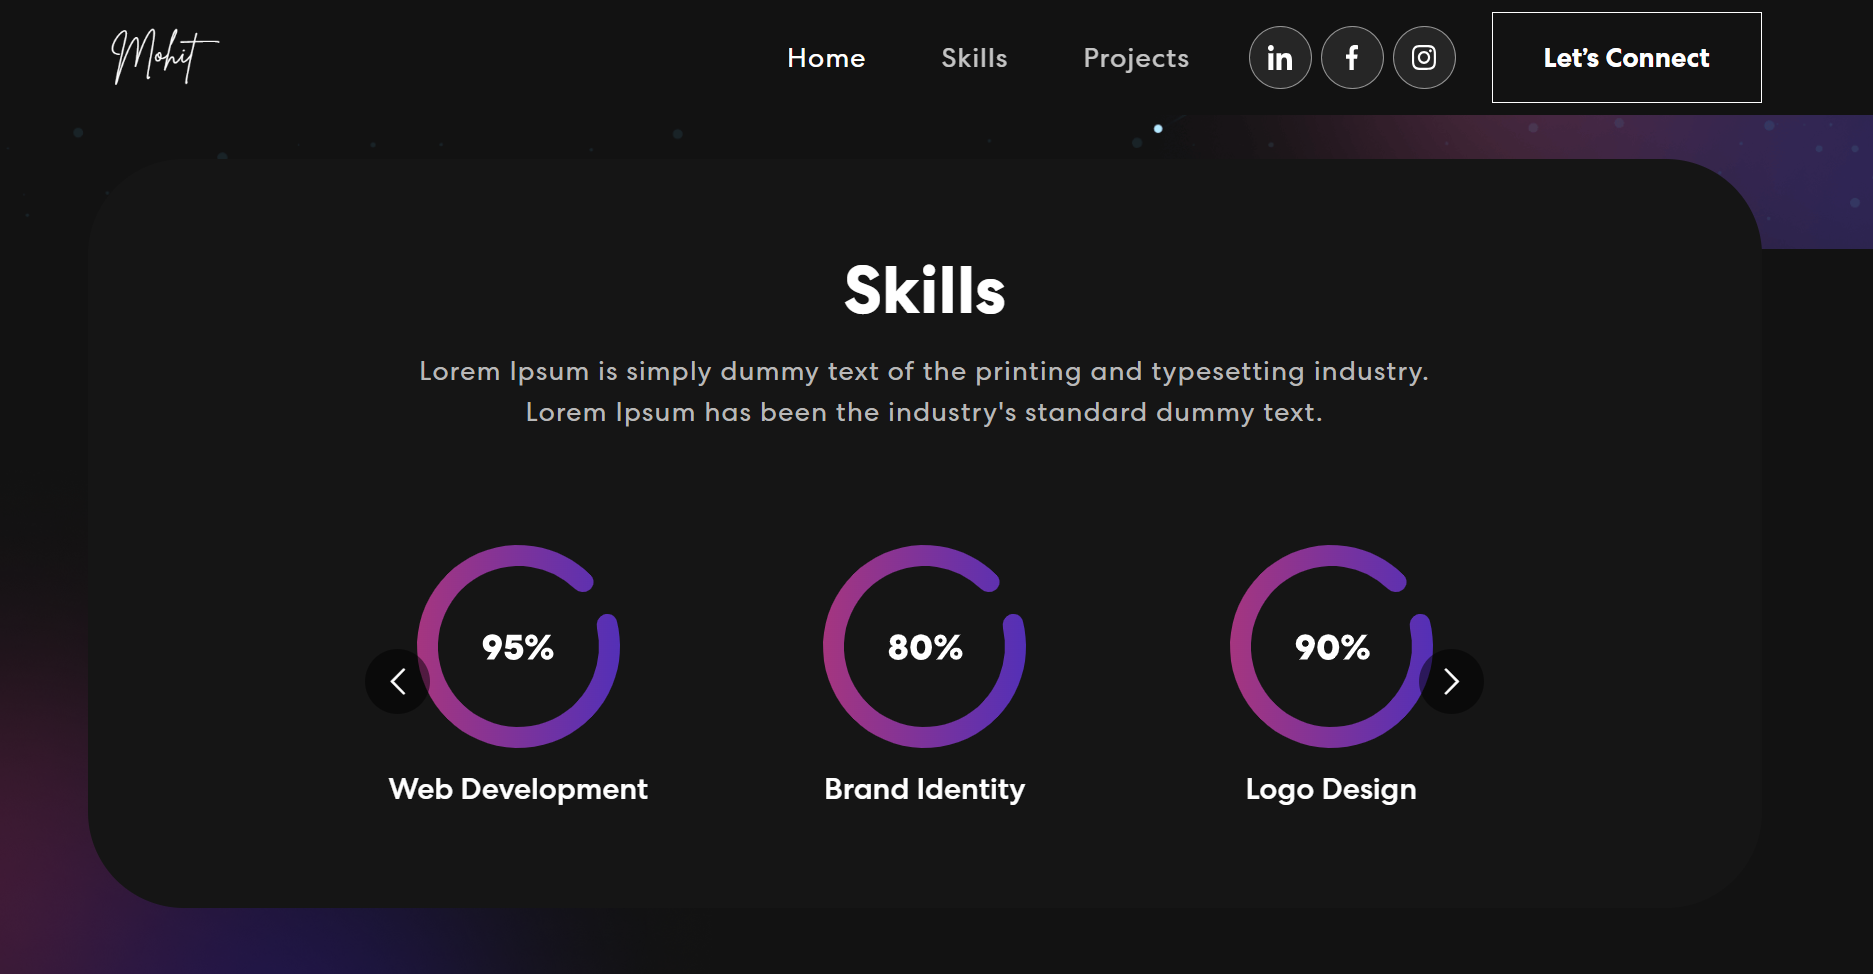 Mohit
Home Skills Projects in f Let’s Connect
Skills
Lorem Ipsum is simply dummy text of the printing and typesetting industry.
Lorem Ipsum has been the industry's standard dummy text.
95% 80% 90%
Web Development Brand Identity Logo Design